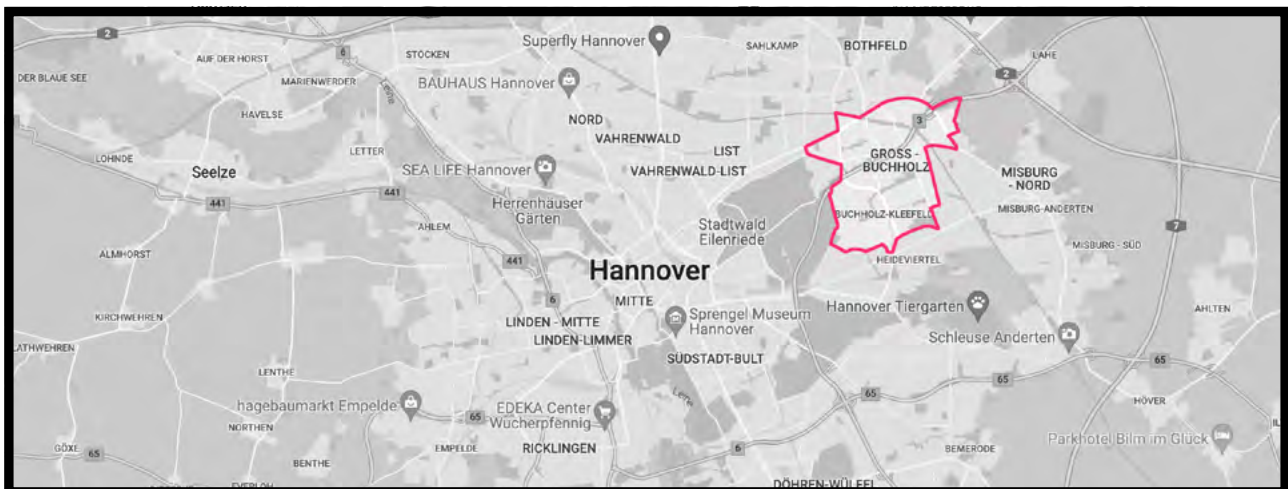 Superfly Hannover
SAHLKAMP
BOTHFELD
LAHE
2
6
STOCKEN
AUF DER HORST
DER BLAUE SEE
MARIENWERDER
BAUHAUS Hannover
2
HAVELSE
Leine
NORD
3
VAHRENWALD
LOHNDE
LETTER
LIST
GROSS -
BUCHHOLZ
Seelze
SEA LIFE Hannover
VAHRENWALD-LIST
MISBURG
- NORD
441
441
Herrenhäuser
Gärten
BUCHHOLZ-KLEEFELD
MISBURG-ANDERTEN
AHLEM
Stadtwald
Eilenriede
7
MISBURG - SÜD
ALMHORST
441
HEIDEVIERTEL
Hannover
6
MITTE
Hannover Tiergarten
AHLTEN
KIRCHWEHREN
LINDEN - MITTE
Sprengel Museum
Hannover
LINDEN-LIMMER
Schleuse Anderten
LATHWEHREN
SÜDSTADT-BULT
65
LENTHE
65
Leine
hagebaumarkt Empelde
65
EDEKA Center
Wucherpfennig
HÖVER
NORTHEN
GÖXE
65
EMPELDE
RICKLINGEN
6
BEMERODE
Parkhotel Bilm im Glück
BENTHE
DÖHREN-WÜLFEL